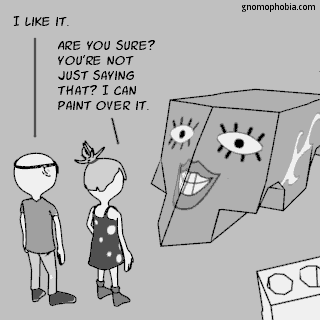 gnomophobia.com
I LIKE IT.
ARE YOU SURE?
YOU'RE NOT
JUST SAYING
THAT? I CAN
PAINT OVER IT.